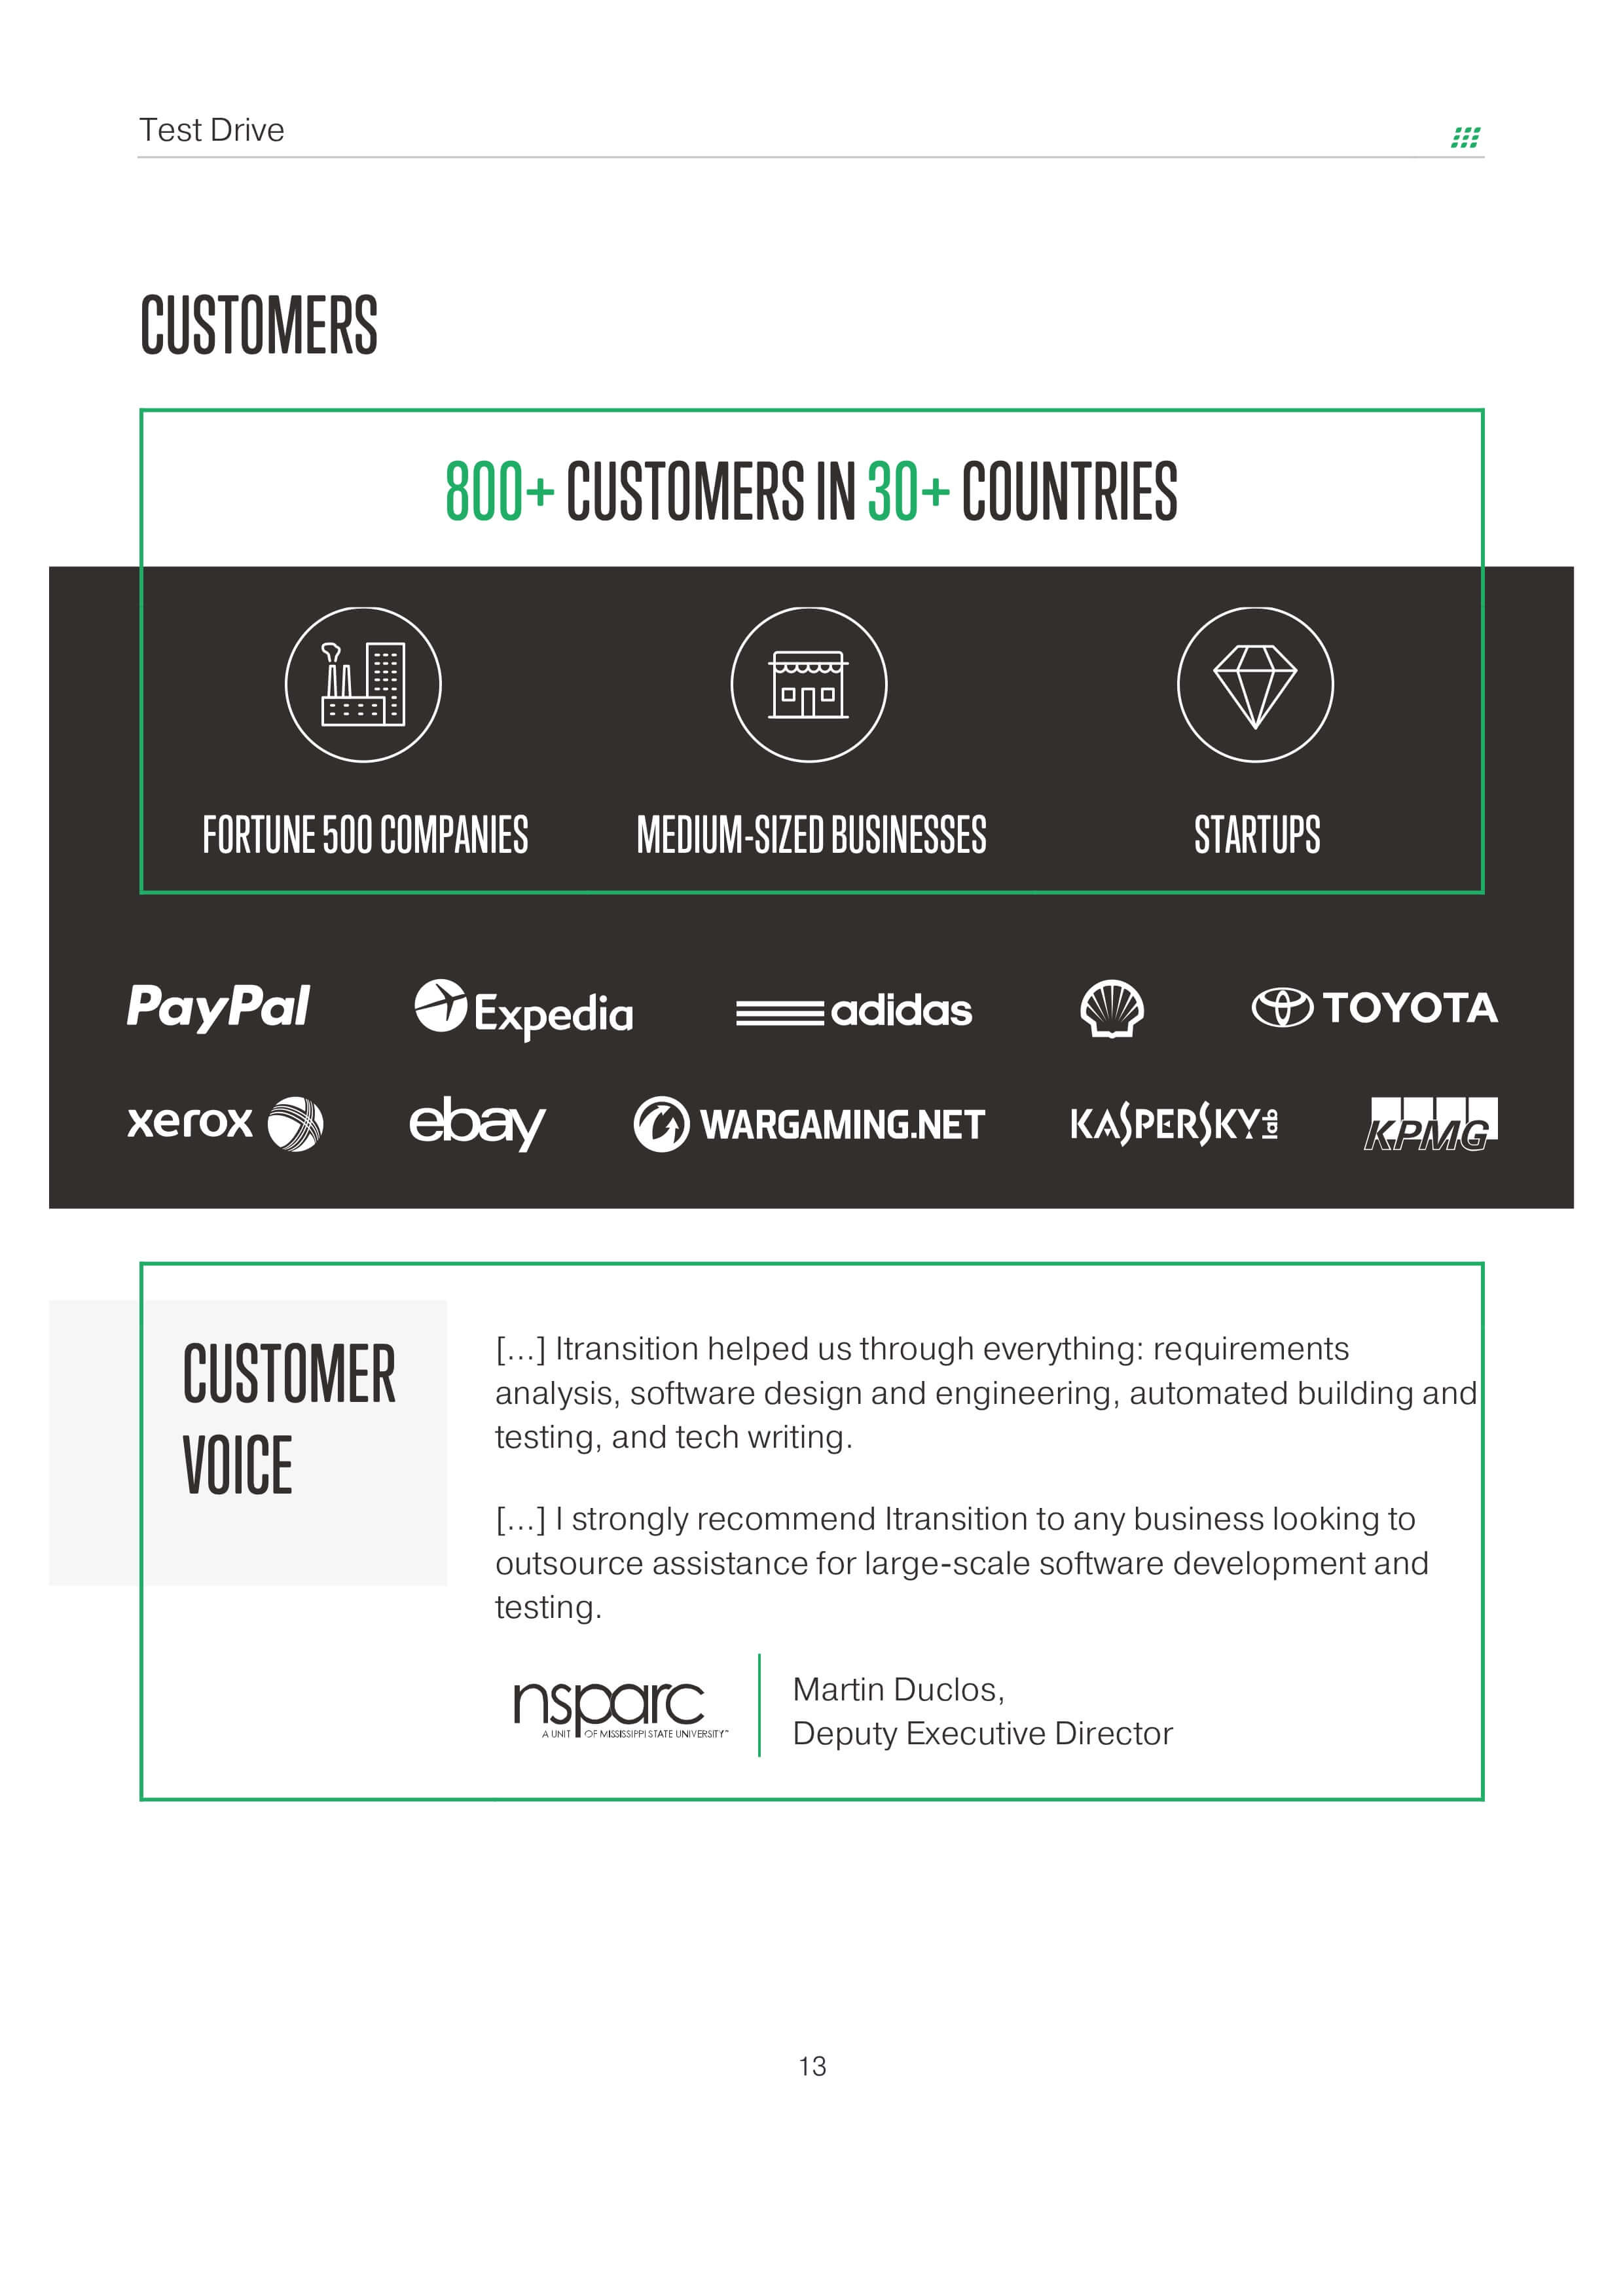 Test Drive
CUSTOMERS
800+ CUSTOMERS IN 30+ COUNTRIES
FORTUNE 500 COMPANIES
MEDIUM-SIZED BUSINESSES
STARTUPS
PayPal
Expedia
adidas
TOYOTA
xerox
ebay
WARGAMING.NET
KASPERSKY lab
KPMG
CUSTOMER
VOICE
[...] Itransition helped us through everything: requirements
analysis, software design and engineering, automated building and
testing, and tech writing.
[...] I strongly recommend Itransition to any business looking to
outsource assistance for large-scale software development and
testing.
nsparc
A UNIT OF MISSISSIPPI STATE UNIVERSITY™
Martin Duclos,
Deputy Executive Director
13